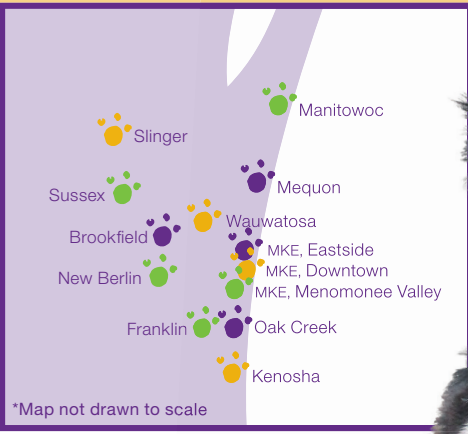 Manitowoc
Slinger
Mequon
Sussex
Wauwatosa
Brookfield
MKE, Eastside
MKE, Downtown
New Berlin
MKE, Menomonee Valley
Franklin
Oak Creek
Kenosha
*Map not drawn to scale